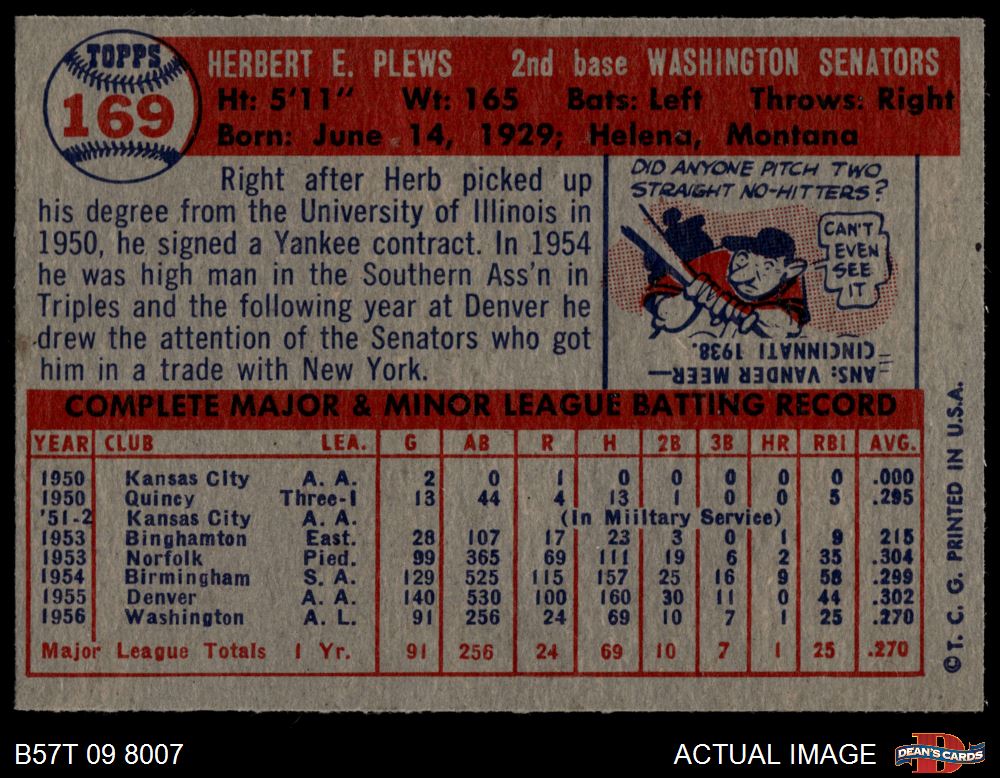 TOPPS
169
HERBERT E. PLEWS 2nd base WASHINGTON SENATORS
Ht: 5'11" Wt: 165 Bats: Left Throws: Right
Born: June 14, 1929; Helena, Montana
Right after Herb picked up
his degree from the University of Illinois in
1950, he signed a Yankee contract. In 1954
he was high man in the Southern Ass'n in
Triples and the following year at Denver he
drew the attention of the Senators who got
him in a trade with New York.
DID ANYONE PITCH TWO
STRAIGHT NO-HITTERS?
CAN'T
I EVEN
SEE
IT
ANS: VANDER MEER—
CINCINNATI 1938.
COMPLETE MAJOR & MINOR LEAGUE BATTING RECORD
YEAR CLUB LEA. G AB R H 2B 3B HR RBI AVG.
1950 Kansas City A. A. 2 0 1 0 0 0 0 0 .000
1950 Quincy Three-I 13 44 4 13 1 0 0 5 .295
'51-2 Kansas City A. A. (In Miiltary Service)
1953 Binghamton East. 28 107 17 23 3 0 1 9 .215
1953 Norfolk Pied. 99 365 69 111 19 6 2 35 .304
1954 Birmingham S. A. 129 525 115 157 25 16 9 58 .299
1955 Denver A. A. 140 530 100 160 30 11 0 44 .302
1956 Washington A. L. 91 256 24 69 10 7 1 25 .270
Major League Totals 1 Yr. 91 256 24 69 10 7 1 25 .270
© T. C. G. PRINTED IN U.S.A.
B57T 09 8007
ACTUAL IMAGE
DEAN'S CARDS